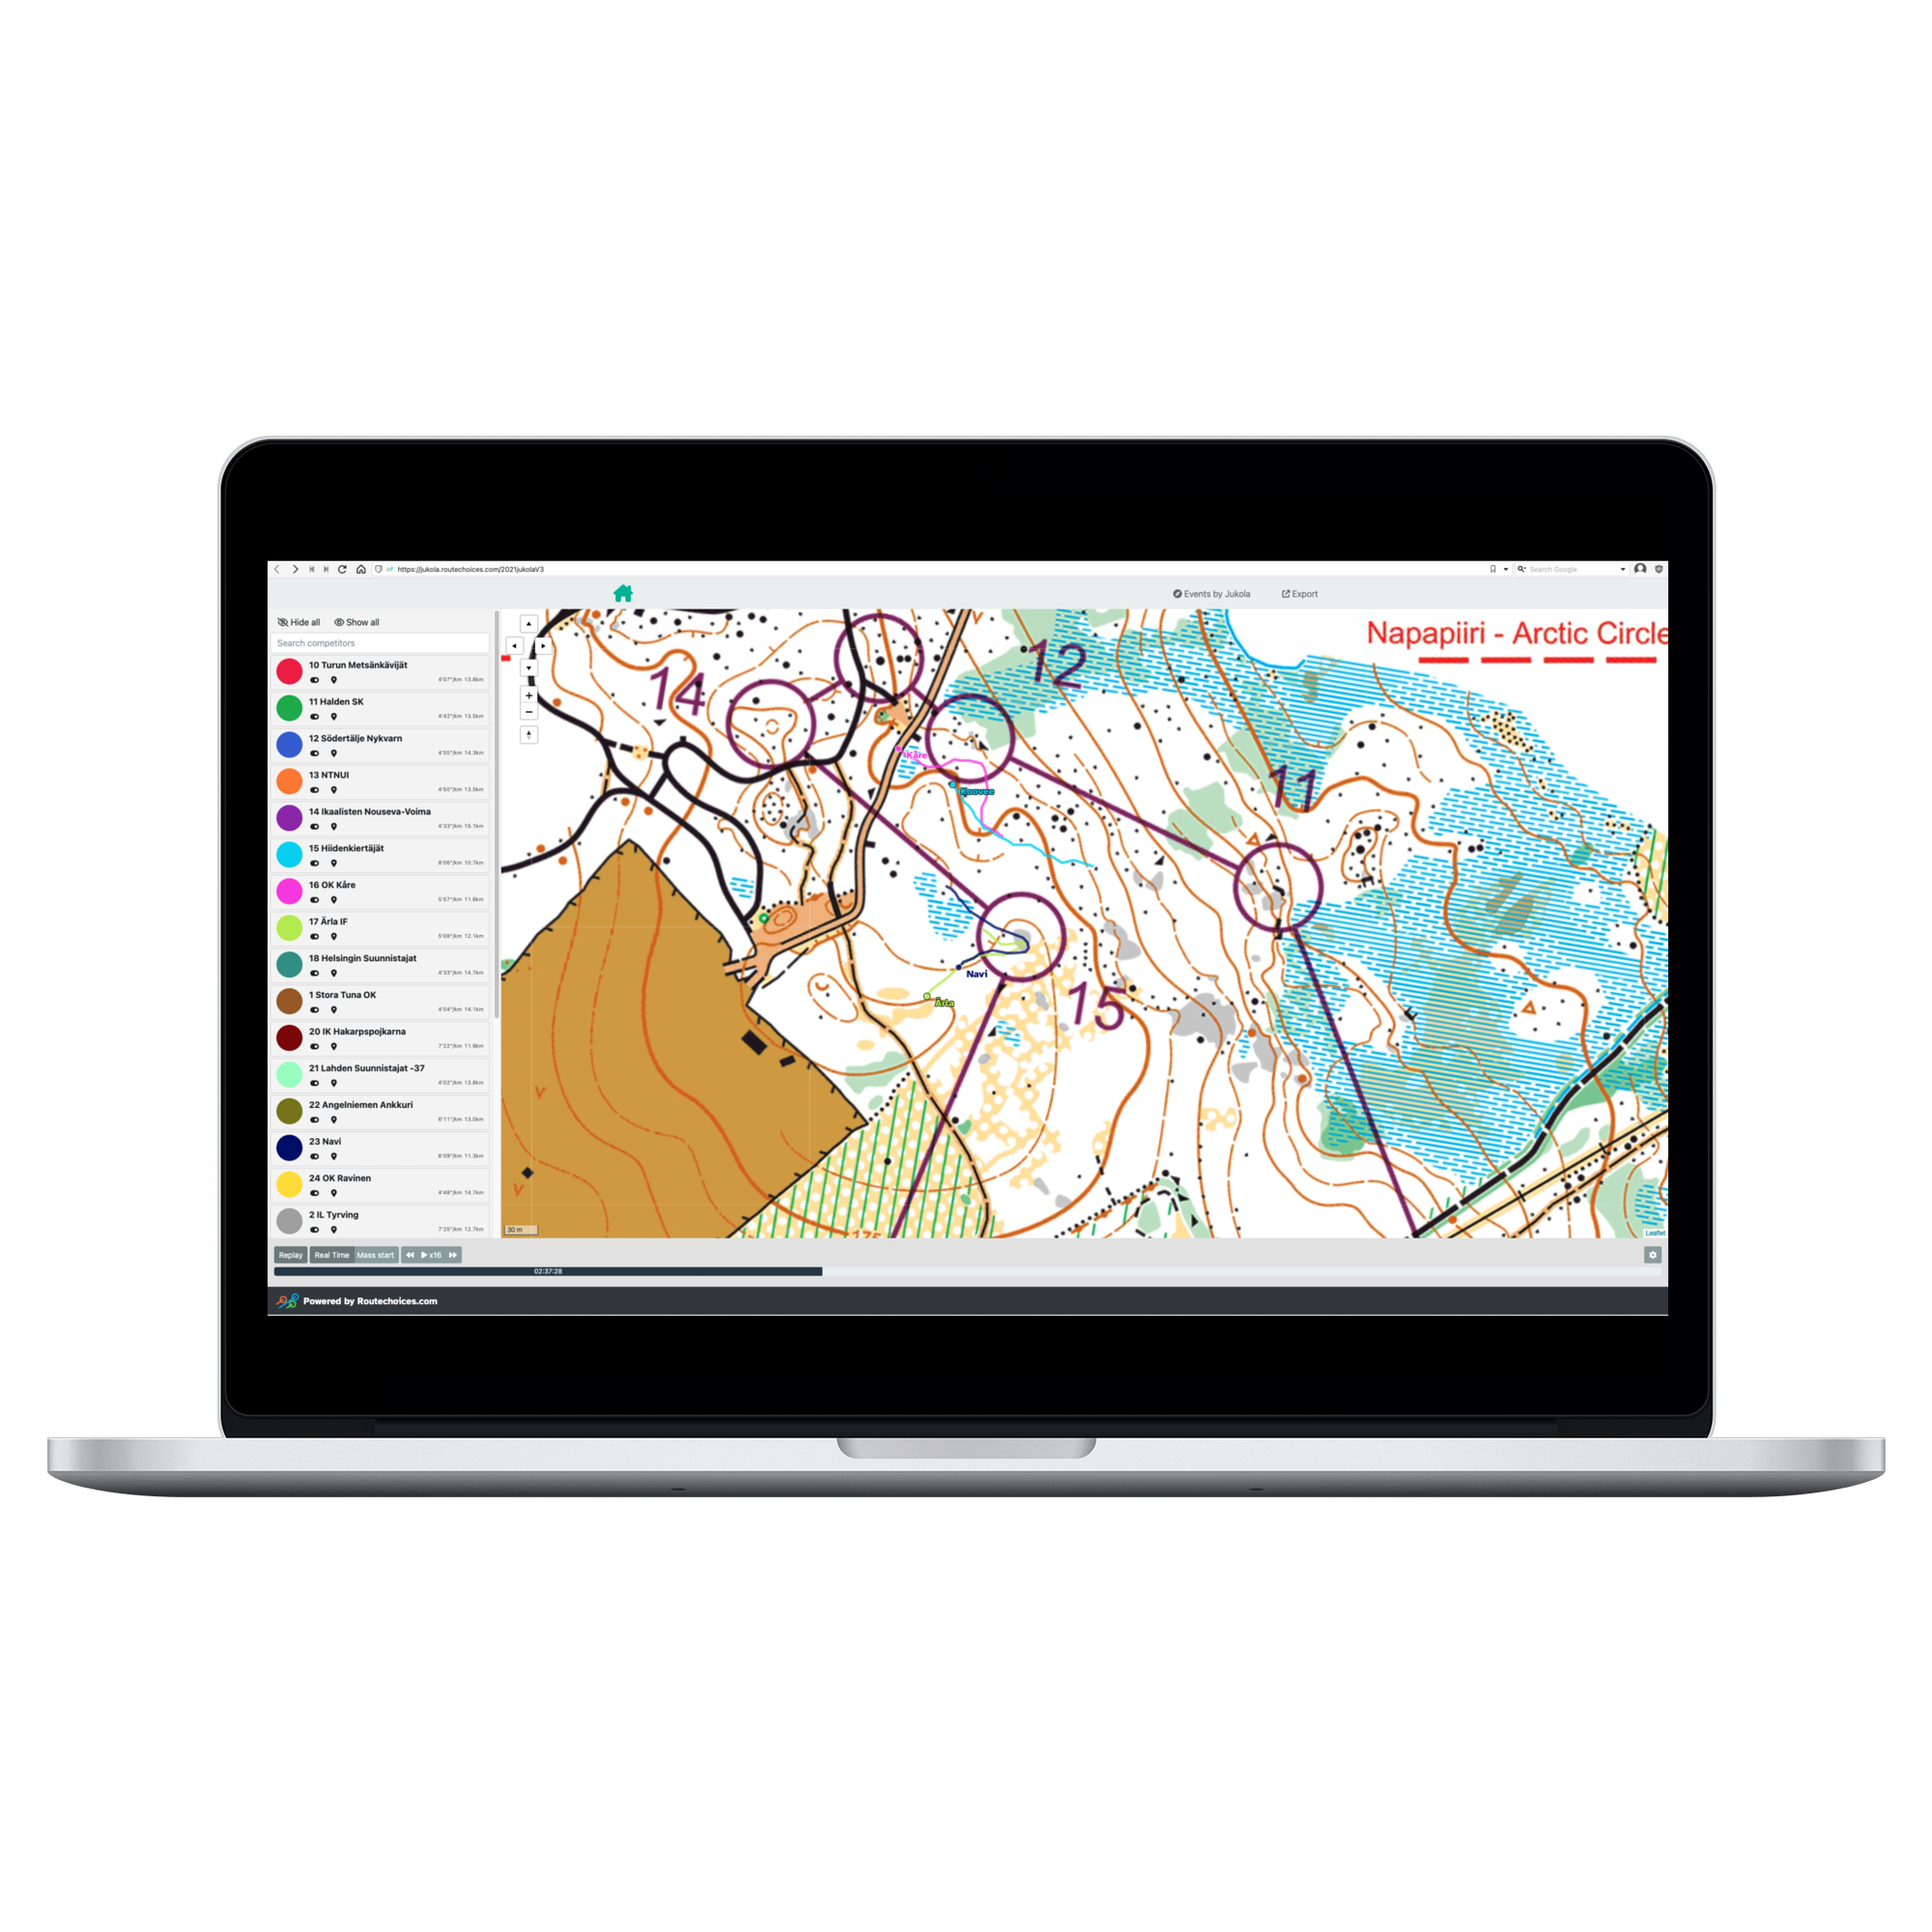 https://jukola.routechoices.com/2021jukolaV3
Search Google
Events by Jukola
Export
Hide all
Show all
Search competitors
10 Turun Metsänkävijät
4'07"/km 13.8km
11 Halden SK
4'42"/km 13.5km
12 Södertälje Nykvarn
4'55"/km 14.3km
13 NTNUI
4'50"/km 13.5km
14 Ikaalisten Nouseva-Voima
4'33"/km 15.1km
15 Hiidenkiertäjät
8'06"/km 10.7km
16 OK Kåre
5'57"/km 11.8km
17 Ärla IF
5'08"/km 12.1km
18 Helsingin Suunnistajat
4'33"/km 14.7km
1 Stora Tuna OK
4'04"/km 14.1km
20 IK Hakarpspojkarna
7'22"/km 11.9km
21 Lahden Suunnistajat -37
4'02"/km 13.8km
22 Angelniemen Ankkuri
6'11"/km 13.0km
23 Navi
6'09"/km 11.3km
24 OK Ravinen
4'48"/km 14.7km
2 IL Tyrving
7'25"/km 12.7km
+
−
Napapiiri - Arctic Circle
12
14
11
15
Kåre
Koovee
Navi
Ärla
175
30 m
Leaflet
Replay
Real Time
Mass start
x16
02:37:28
Powered by Routechoices.com